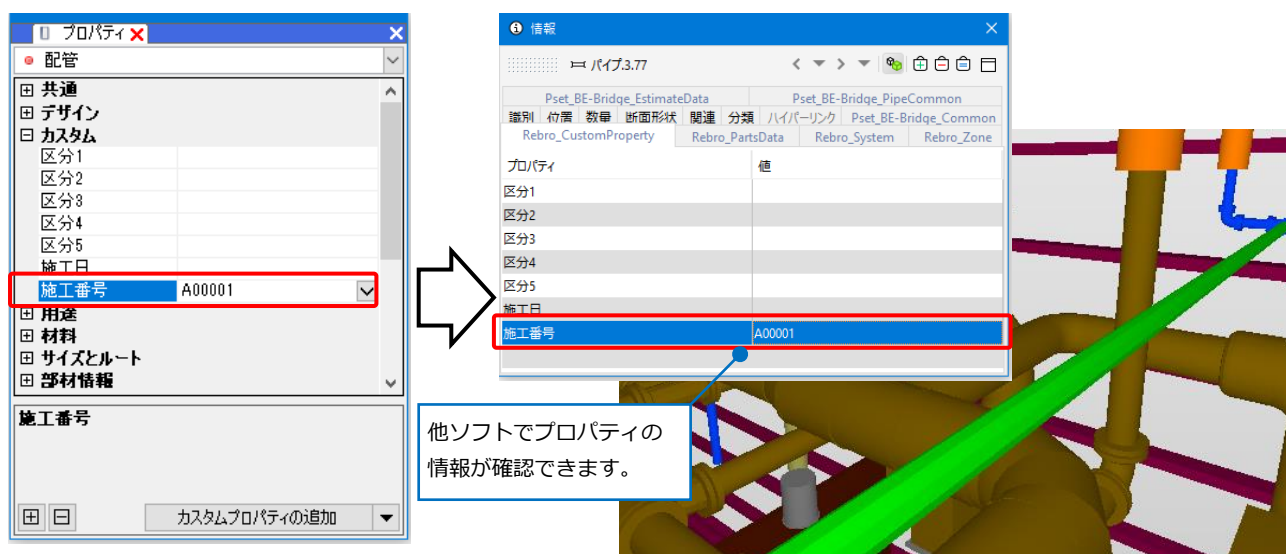 プロパティ
配管
共通
デザイン
カスタム
区分1
区分2
区分3
区分4
区分5
施工日
施工番号 A00001
用途
材料
サイズとルート
部材情報
施工番号
カスタムプロパティの追加
情報
パイプ.3.77
Pset_BE-Bridge_EstimateData Pset_BE-Bridge_PipeCommon
識別 位置 数量 断面形状 関連 分類 ハイパーリンク Pset_BE-Bridge_Common
Rebro_CustomProperty Rebro_PartsData Rebro_System Rebro_Zone
プロパティ 値
区分1
区分2
区分3
区分4
区分5
施工日
施工番号 A00001
他ソフトでプロパティの
情報が確認できます。